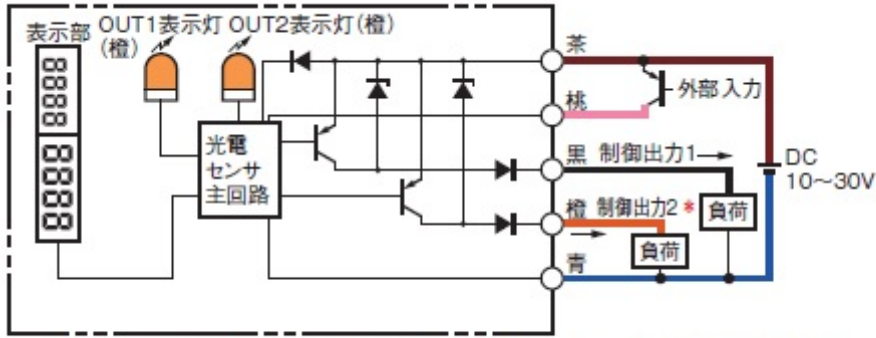 表示部
OUT1表示灯
(橙)
OUT2表示灯(橙)
8888
8888
光電
センサ
主回路
茶
桃
外部入力
黒 制御出力1
DC
10～30V
負荷
橙 制御出力2 *
負荷
青